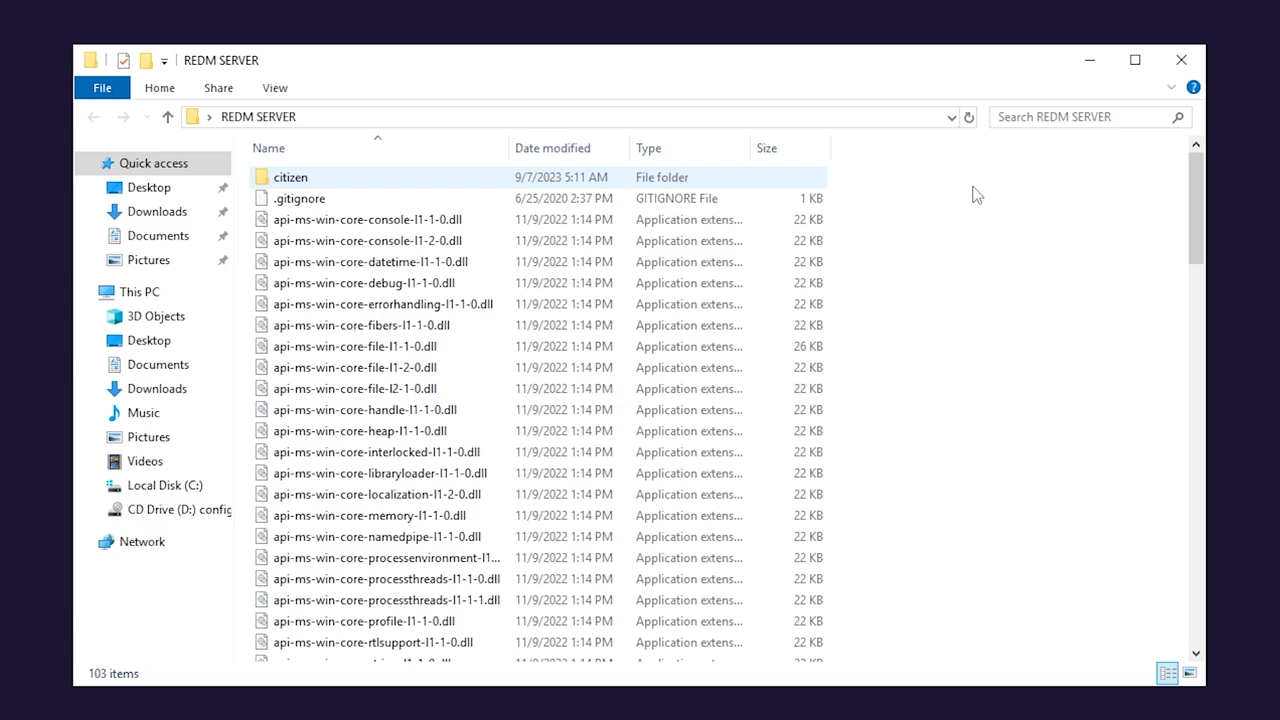 REDM SERVER
File Home Share View
REDM SERVER Search REDM SERVER
Name Date modified Type Size
Quick access
Desktop
Downloads
Documents
Pictures
This PC
3D Objects
Desktop
Documents
Downloads
Music
Pictures
Videos
Local Disk (C:)
CD Drive (D:) config
Network
citizen 9/7/2023 5:11 AM File folder
.gitignore 6/25/2020 2:37 PM GITIGNORE File 1 KB
api-ms-win-core-console-l1-1-0.dll 11/9/2022 1:14 PM Application extens... 22 KB
api-ms-win-core-console-l1-2-0.dll 11/9/2022 1:14 PM Application extens... 22 KB
api-ms-win-core-datetime-l1-1-0.dll 11/9/2022 1:14 PM Application extens... 22 KB
api-ms-win-core-debug-l1-1-0.dll 11/9/2022 1:14 PM Application extens... 22 KB
api-ms-win-core-errorhandling-l1-1-0.dll 11/9/2022 1:14 PM Application extens... 22 KB
api-ms-win-core-fibers-l1-1-0.dll 11/9/2022 1:14 PM Application extens... 22 KB
api-ms-win-core-file-l1-1-0.dll 11/9/2022 1:14 PM Application extens... 26 KB
api-ms-win-core-file-l1-2-0.dll 11/9/2022 1:14 PM Application extens... 22 KB
api-ms-win-core-file-l2-1-0.dll 11/9/2022 1:14 PM Application extens... 22 KB
api-ms-win-core-handle-l1-1-0.dll 11/9/2022 1:14 PM Application extens... 22 KB
api-ms-win-core-heap-l1-1-0.dll 11/9/2022 1:14 PM Application extens... 22 KB
api-ms-win-core-interlocked-l1-1-0.dll 11/9/2022 1:14 PM Application extens... 22 KB
api-ms-win-core-libraryloader-l1-1-0.dll 11/9/2022 1:14 PM Application extens... 22 KB
api-ms-win-core-localization-l1-2-0.dll 11/9/2022 1:14 PM Application extens... 22 KB
api-ms-win-core-memory-l1-1-0.dll 11/9/2022 1:14 PM Application extens... 22 KB
api-ms-win-core-namedpipe-l1-1-0.dll 11/9/2022 1:14 PM Application extens... 22 KB
api-ms-win-core-processenvironment-l1... 11/9/2022 1:14 PM Application extens... 22 KB
api-ms-win-core-processthreads-l1-1-0.dll 11/9/2022 1:14 PM Application extens... 22 KB
api-ms-win-core-processthreads-l1-1-1.dll 11/9/2022 1:14 PM Application extens... 22 KB
api-ms-win-core-profile-l1-1-0.dll 11/9/2022 1:14 PM Application extens... 22 KB
api-ms-win-core-rtlsupport-l1-1-0.dll 11/9/2022 1:14 PM Application extens... 22 KB
103 items